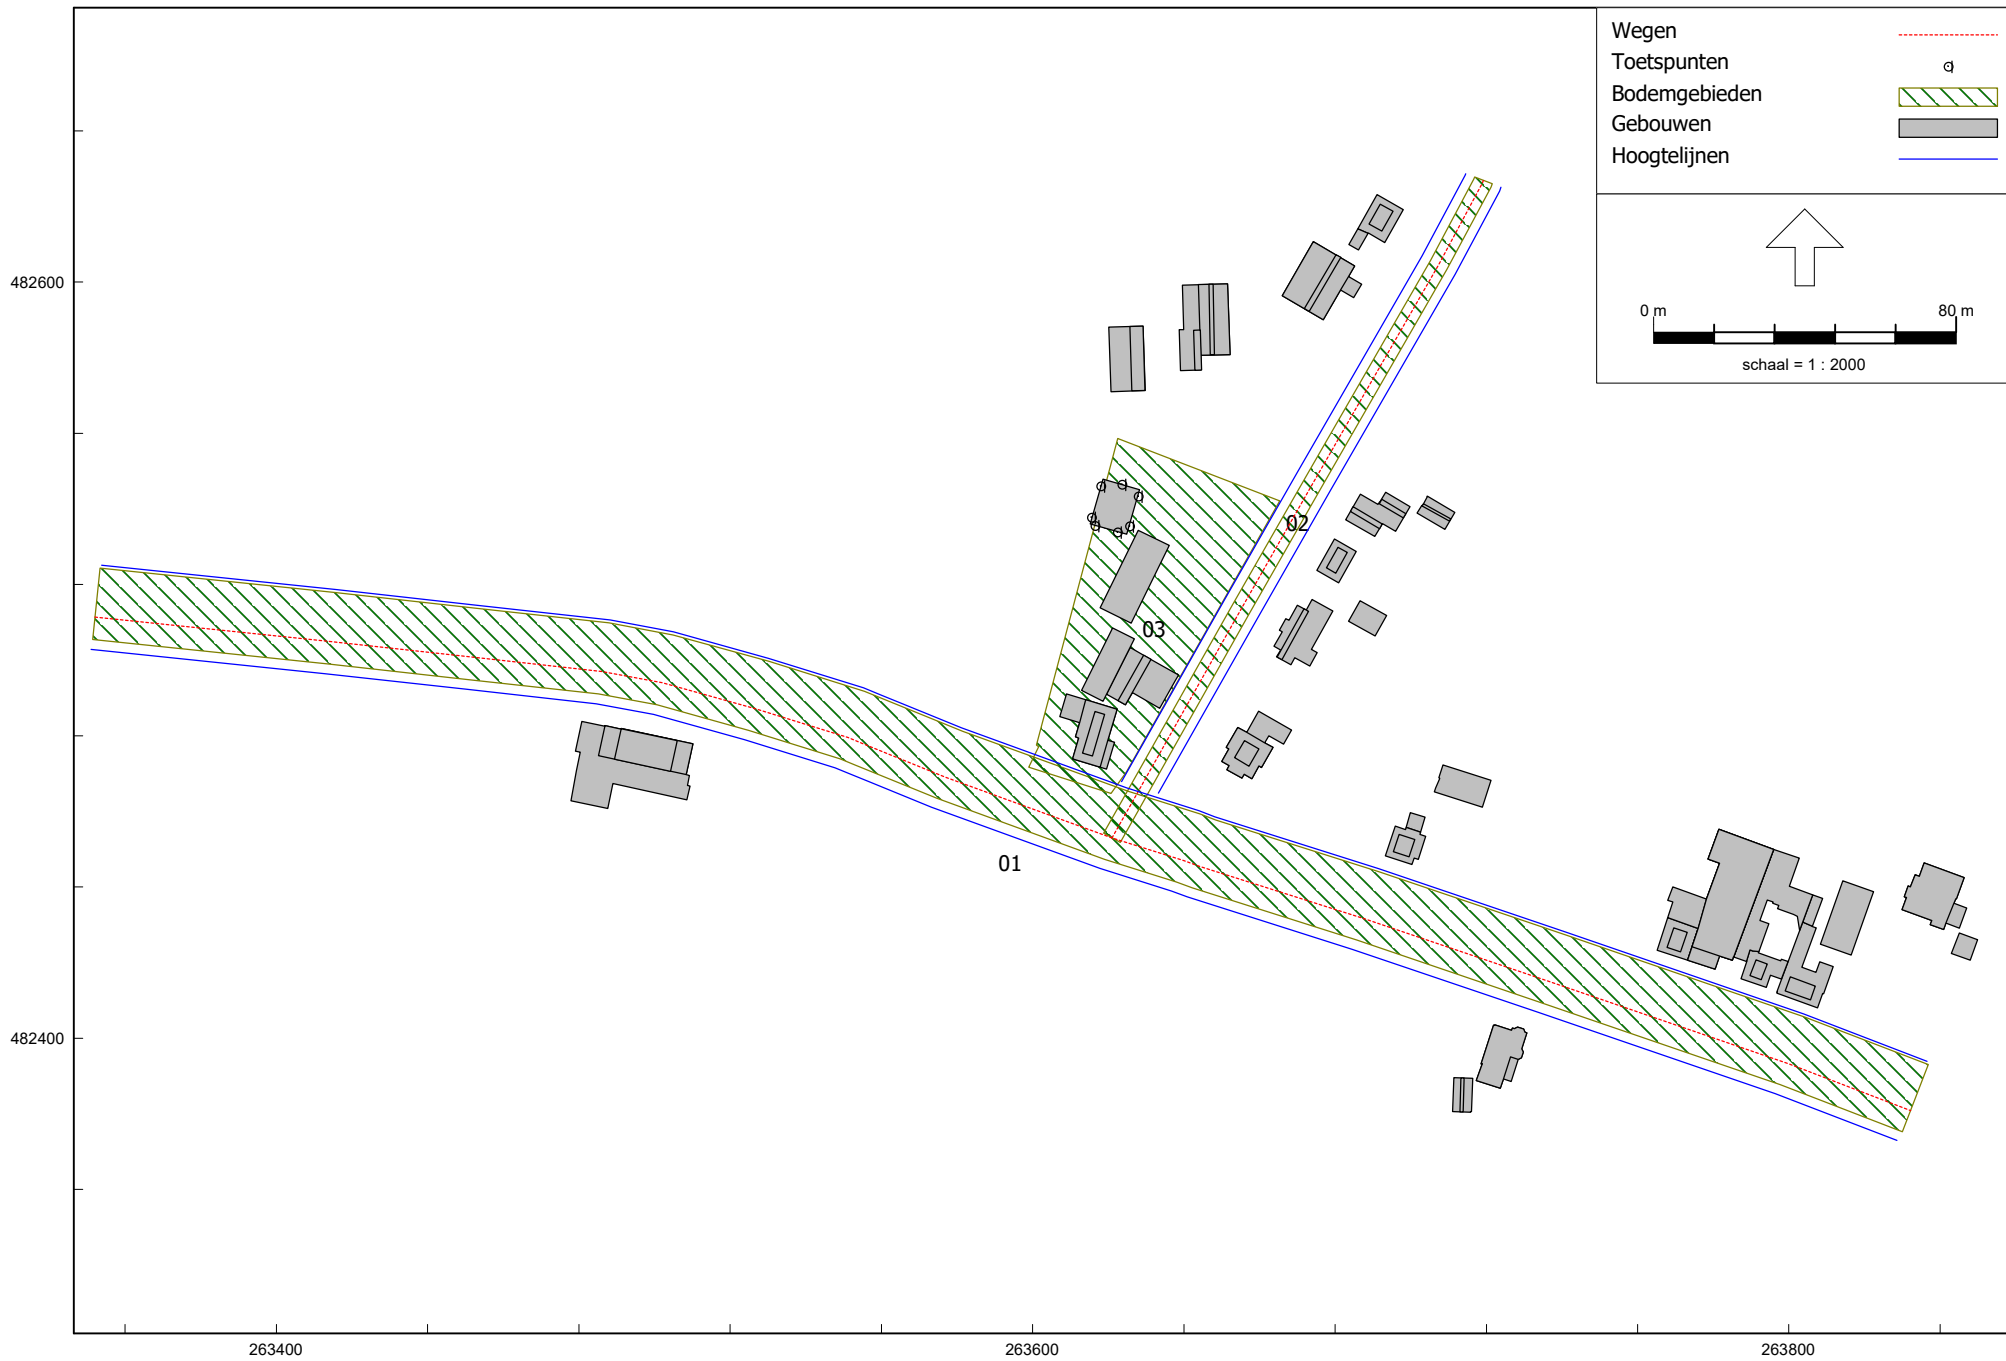 Wegen
Toetspunten
Bodemgebieden
Gebouwen
Hoogtelijnen
0 m 80 m
schaal = 1 : 2000
482600
02
03
01
482400
263400 263600 263800